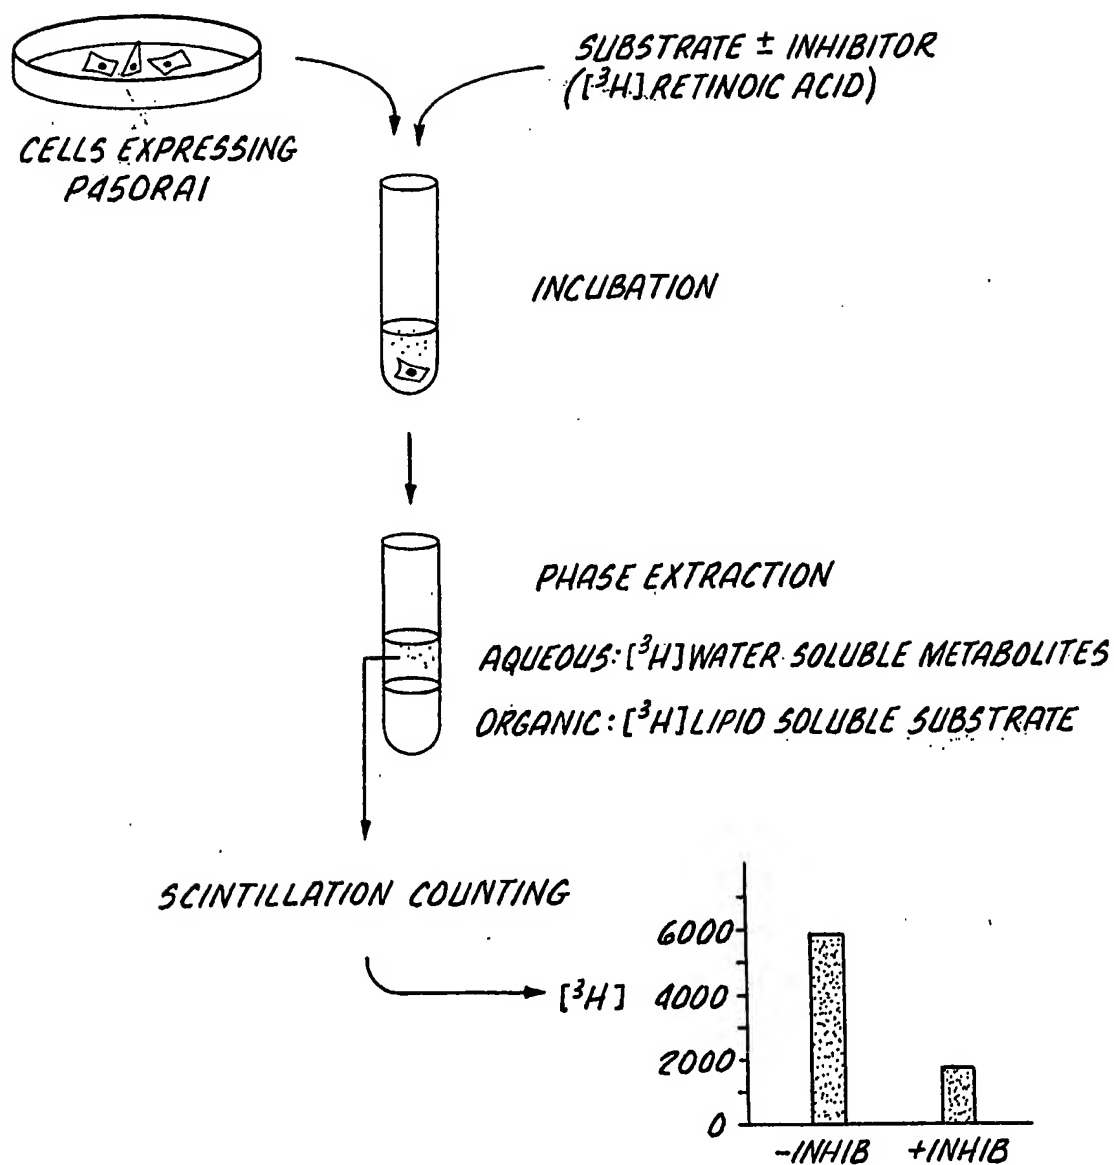 SUBSTRATE ± INHIBITOR
([³H] RETINOIC ACID)
CELLS EXPRESSING
P450RAI
INCUBATION
PHASE EXTRACTION
AQUEOUS: [³H] WATER SOLUBLE METABOLITES
ORGANIC: [³H] LIPID SOLUBLE SUBSTRATE
SCINTILLATION COUNTING
[³H]
6000
4000
2000
0
-INHIB +INHIB